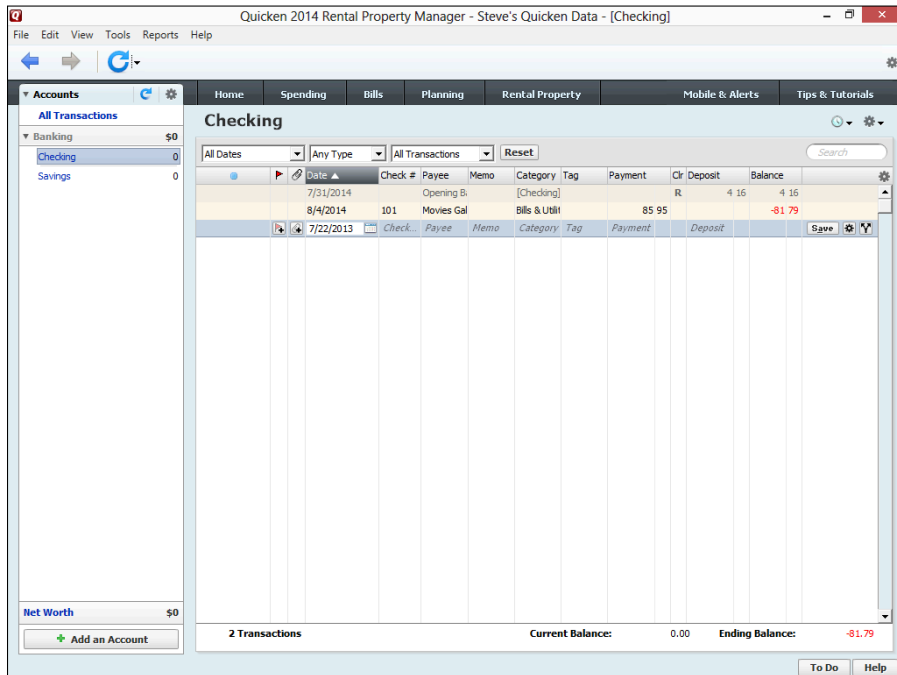 Quicken 2014 Rental Property Manager - Steve's Quicken Data - [Checking]
File Edit View Tools Reports Help
Accounts
Home Spending Bills Planning Rental Property Mobile & Alerts Tips & Tutorials
All Transactions
Checking
Banking $0
Checking 0
Savings 0
All Dates Any Type All Transactions Reset Search
Date Check # Payee Memo Category Tag Payment Clr Deposit Balance
7/31/2014 Opening Ba [Checking] R 4 16 4 16
8/4/2014 101 Movies Gal Bills & Utilit 85 95 -81 79
7/22/2013 Check... Payee Memo Category Tag Payment Deposit Save
Net Worth $0
Add an Account
2 Transactions Current Balance: 0.00 Ending Balance: -81.79
To Do Help